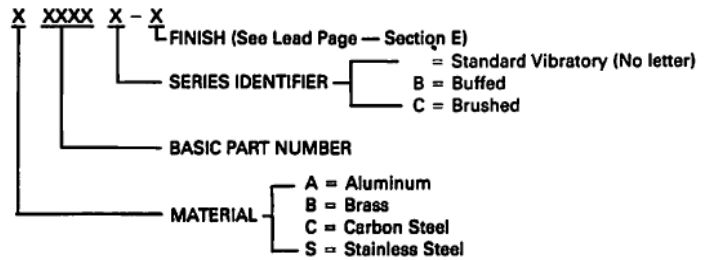 X XXXX X - X
FINISH (See Lead Page — Section E)
= Standard Vibratory (No letter)
SERIES IDENTIFIER
B = Buffed
C = Brushed
BASIC PART NUMBER
A = Aluminum
B = Brass
MATERIAL
C = Carbon Steel
S = Stainless Steel